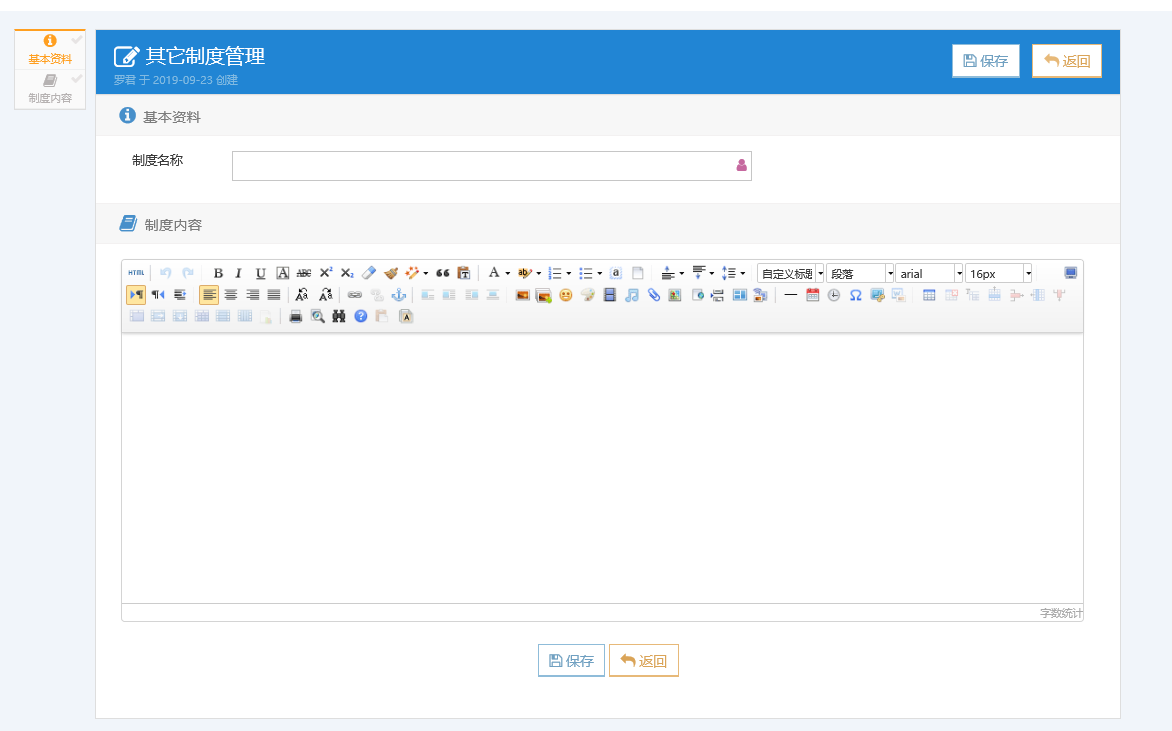 基本资料
制度内容
其它制度管理
罗君 于 2019-09-23 创建
保存
返回
基本资料
制度名称
制度内容
HTML
自定义标题
段落
arial
16px
字数统计
保存
返回